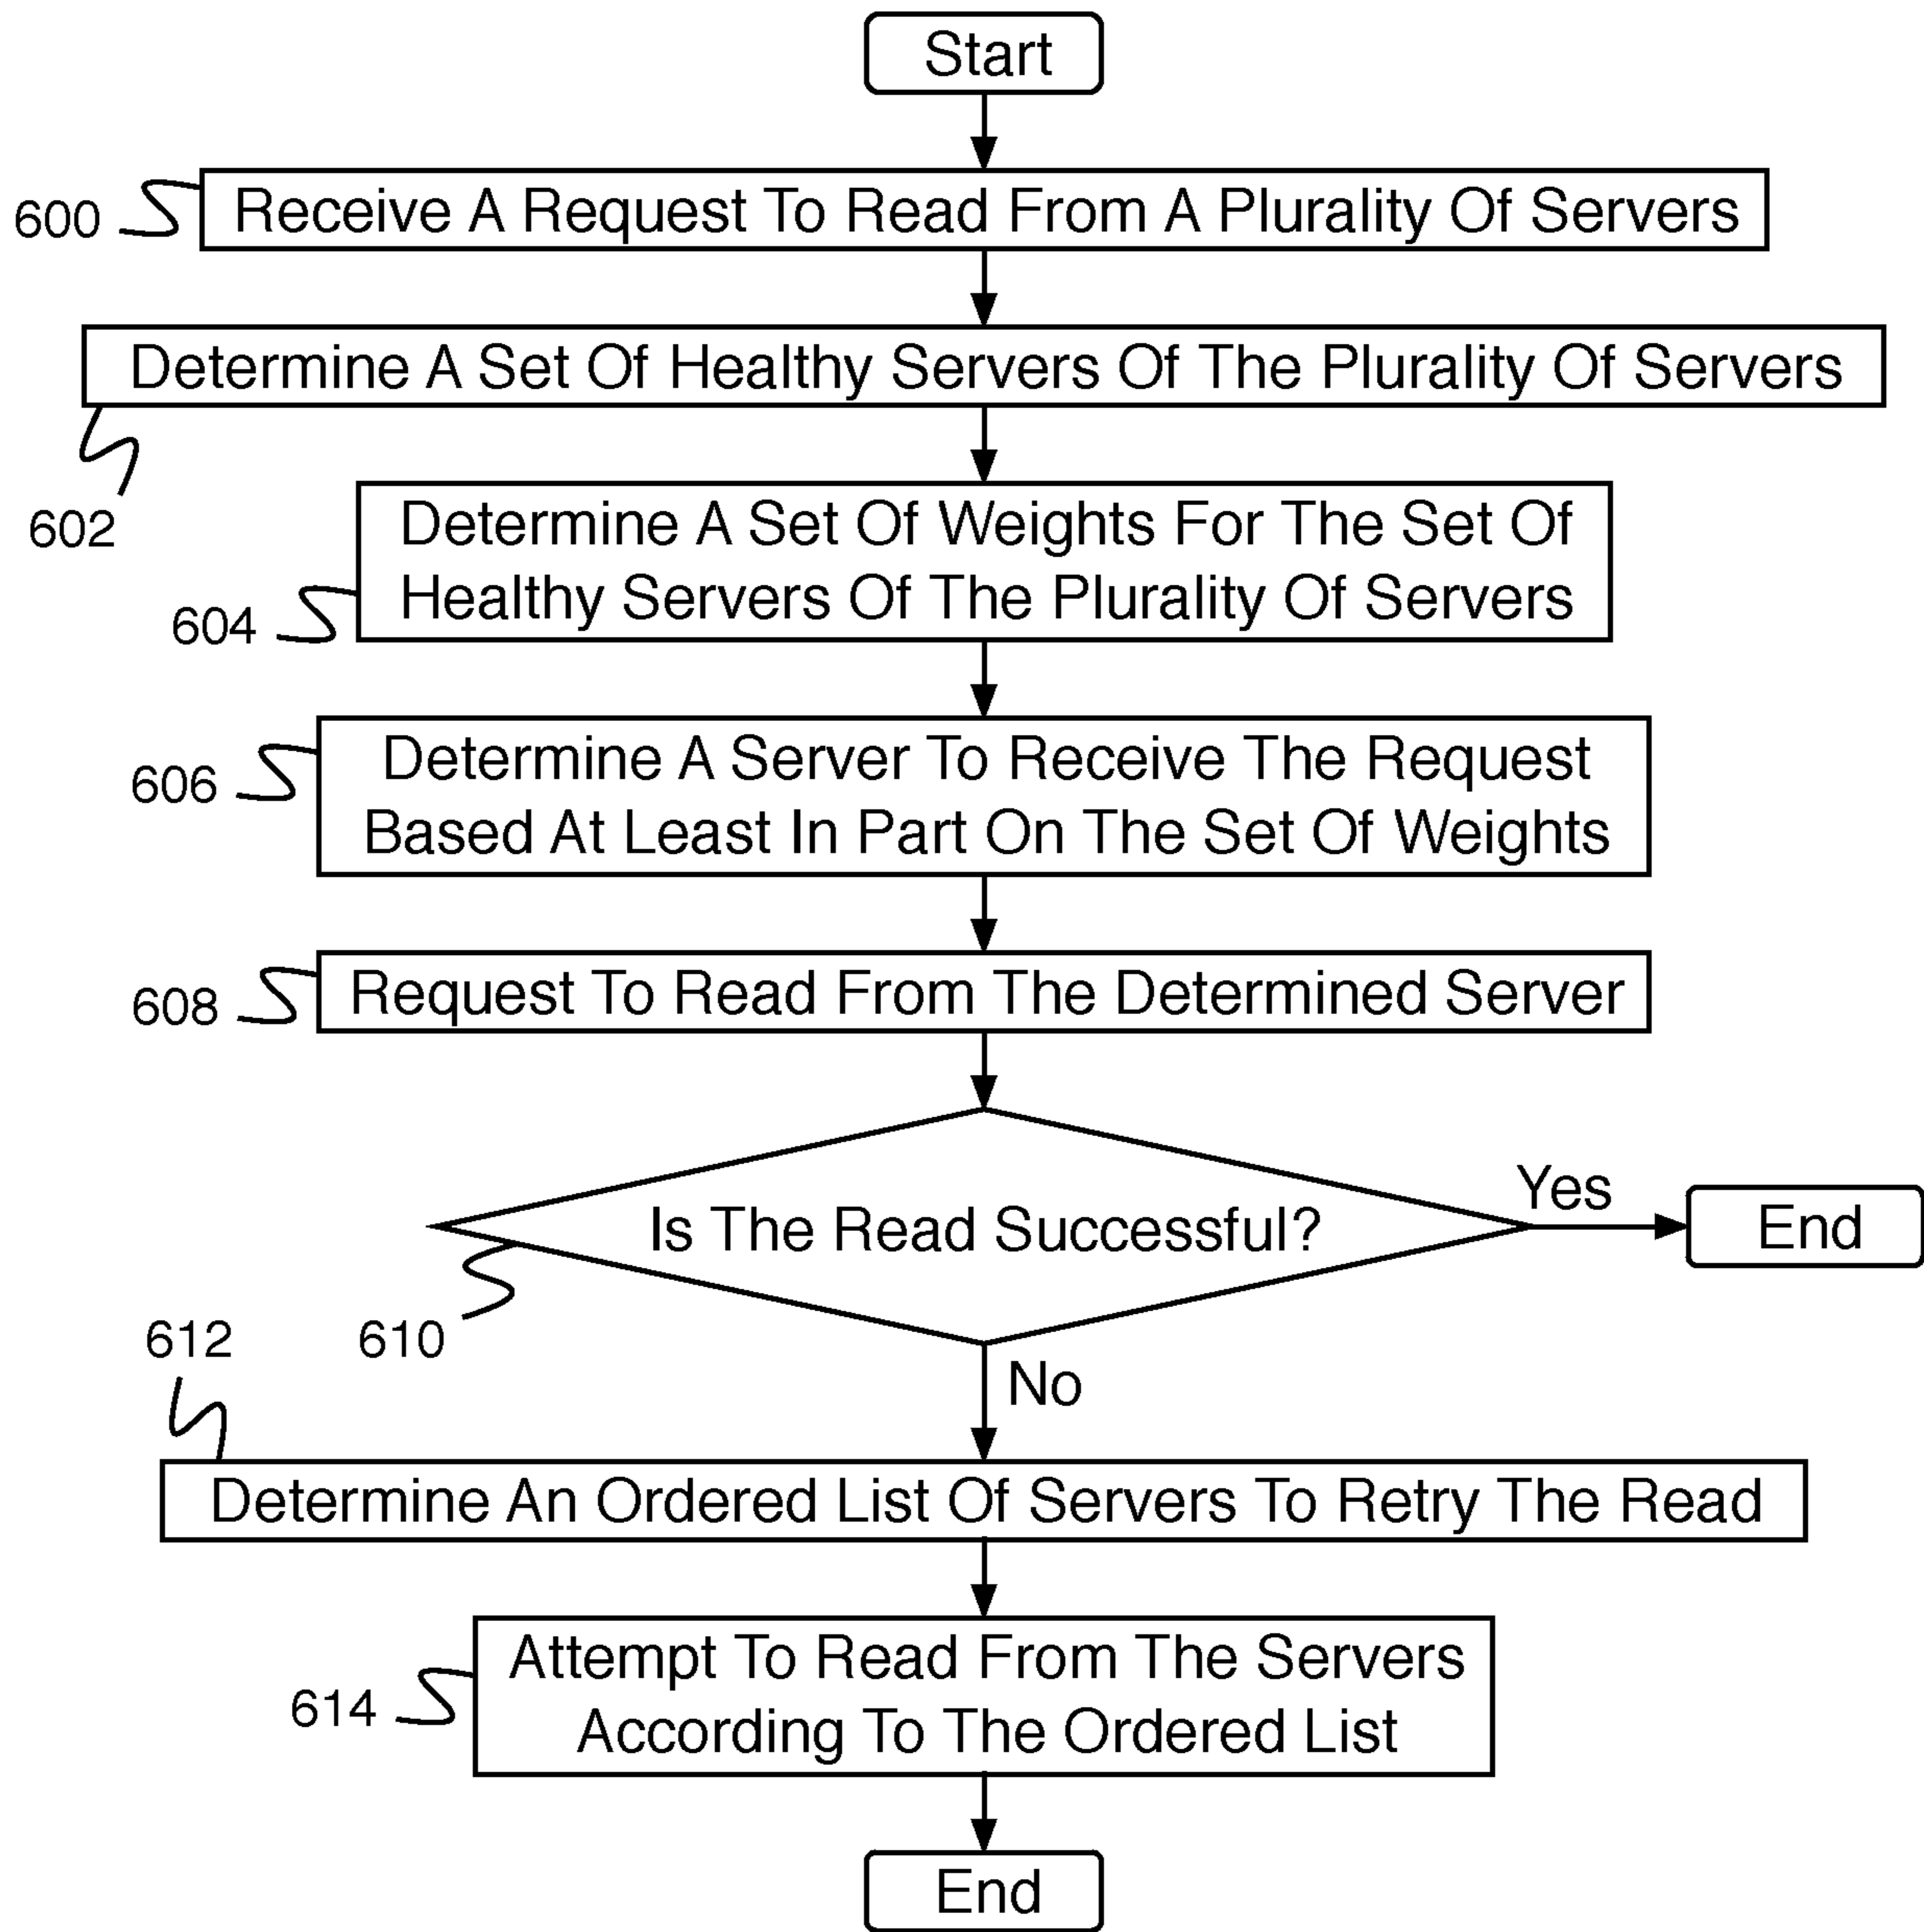 Start
600
Receive A Request To Read From A Plurality Of Servers
Determine A Set Of Healthy Servers Of The Plurality Of Servers
602
Determine A Set Of Weights For The Set Of
Healthy Servers Of The Plurality Of Servers
604
Determine A Server To Receive The Request
Based At Least In Part On The Set Of Weights
606
Request To Read From The Determined Server
608
Is The Read Successful?
Yes
End
610
No
612
Determine An Ordered List Of Servers To Retry The Read
Attempt To Read From The Servers
According To The Ordered List
614
End